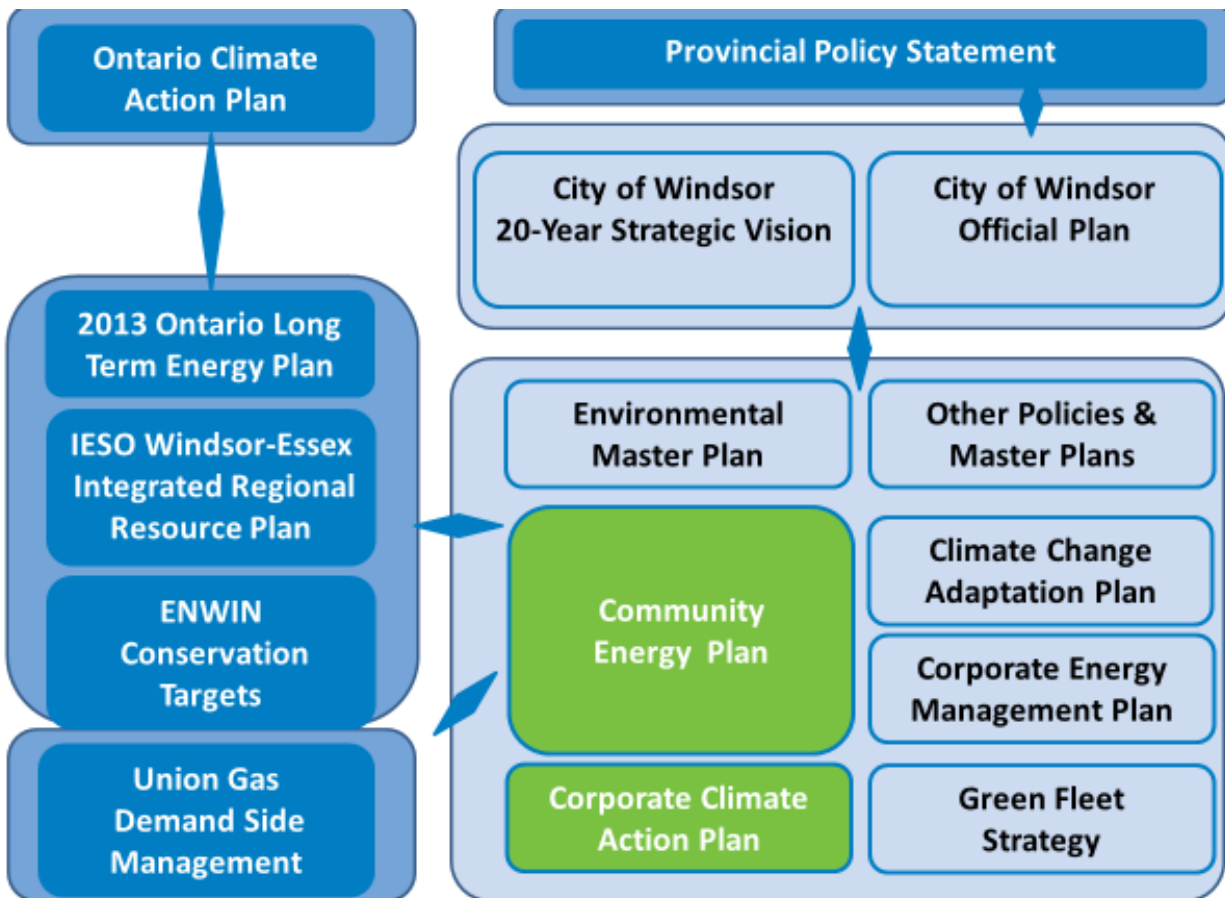 Ontario Climate
Action Plan
Provincial Policy Statement
City of Windsor
20-Year Strategic Vision
City of Windsor
Official Plan
2013 Ontario Long
Term Energy Plan
IESO Windsor-Essex
Integrated Regional
Resource Plan
ENWIN
Conservation
Targets
Union Gas
Demand Side
Management
Environmental
Master Plan
Other Policies &
Master Plans
Community
Energy Plan
Climate Change
Adaptation Plan
Corporate Energy
Management Plan
Corporate Climate
Action Plan
Green Fleet
Strategy